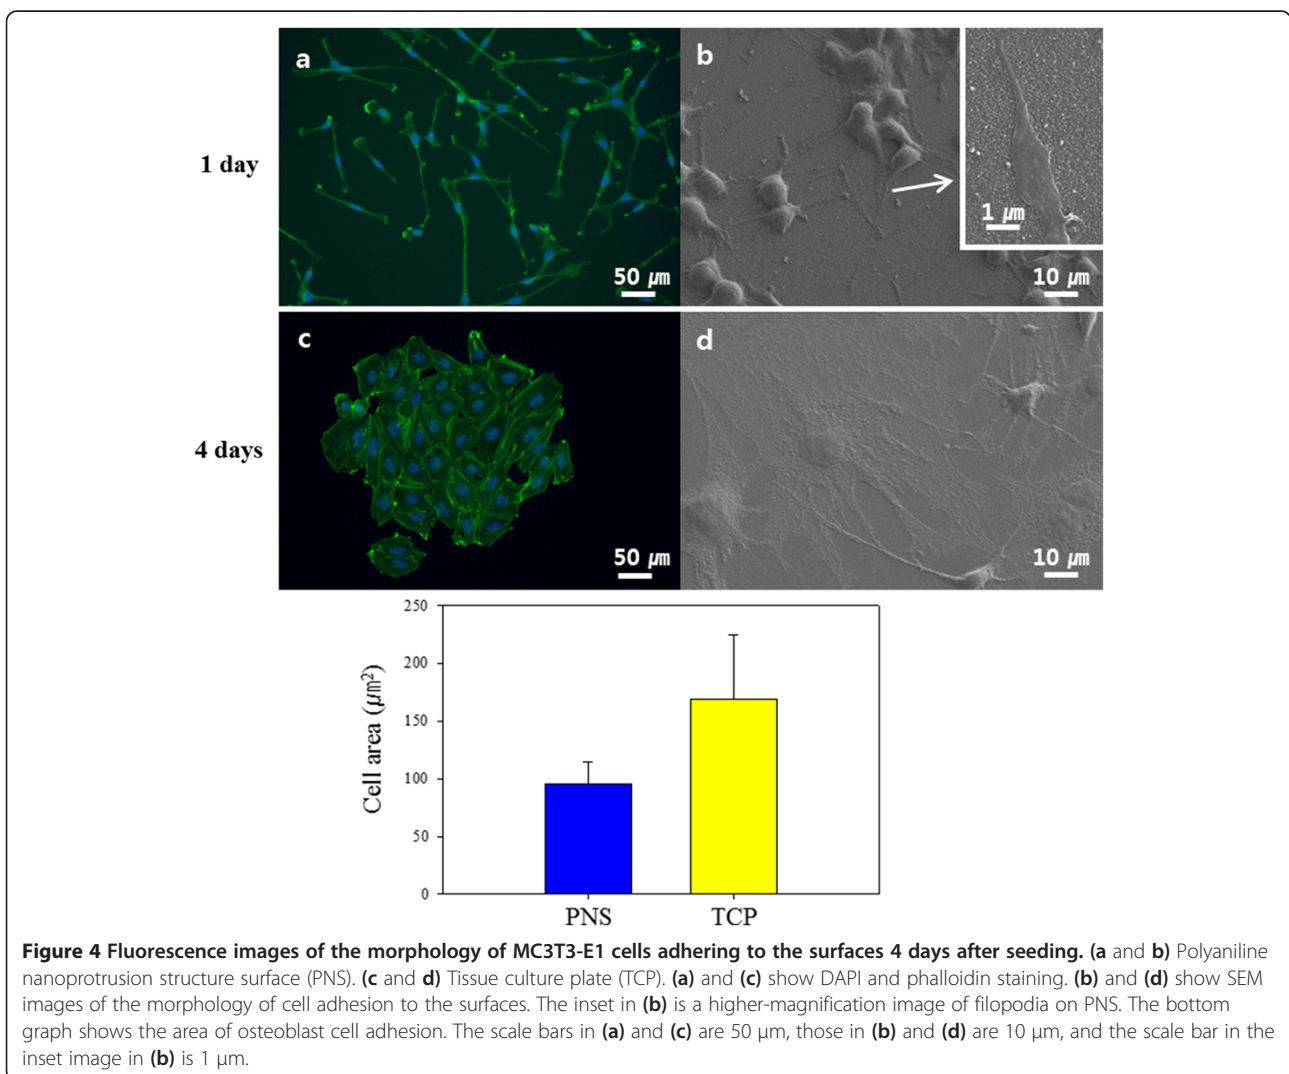 a
b
1 day
1 µm
50 µm
10 µm
c
d
4 days
50 µm
10 µm
250
200
150
100
50
0
Cell area (µm²)
PNS
TCP
Figure 4 Fluorescence images of the morphology of MC3T3-E1 cells adhering to the surfaces 4 days after seeding. (a and b) Polyaniline
nanoprotrusion structure surface (PNS). (c and d) Tissue culture plate (TCP). (a) and (c) show DAPI and phalloidin staining. (b) and (d) show SEM
images of the morphology of cell adhesion to the surfaces. The inset in (b) is a higher-magnification image of filopodia on PNS. The bottom
graph shows the area of osteoblast cell adhesion. The scale bars in (a) and (c) are 50 µm, those in (b) and (d) are 10 µm, and the scale bar in the
inset image in (b) is 1 µm.